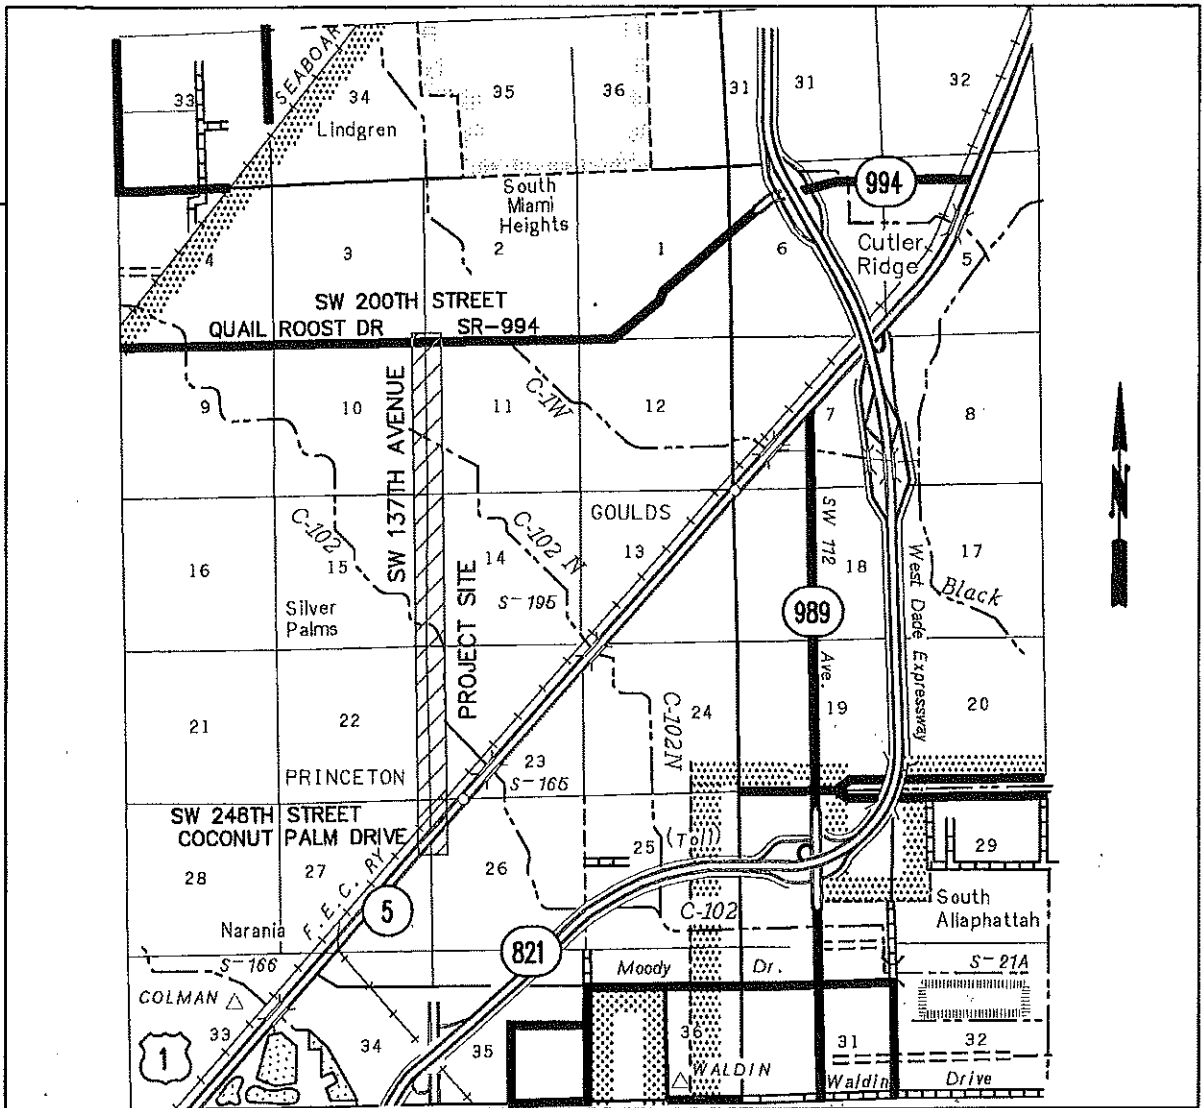 SEABOAR
33
34
35
36
31
31
32
Lindgren
994
South
Miami
Heights
Cutler
Ridge
4
3
2
1
6
5
SW 200TH STREET
QUAIL ROOST DR
SR-994
9
10
11
12
7
8
C-1W
SW 137TH AVENUE
N
C-102
C-102 N
GOULDS
SW 112
Ave.
West Dade Expressway
16
15
14
13
18
17
Black
S-195
Silver
Palms
989
PROJECT SITE
21
22
23
24
19
20
C-102N
PRINCETON
S-165
SW 248TH STREET
COCONUT PALM DRIVE
28
27
26
25
(Toll)
29
F.E.C. RY
5
Narania
C-102
South
Allaphattah
821
S-166
Moody Dr.
S-21A
COLMAN
33
34
35
36
31
32
1
WALDIN
Waldin Drive